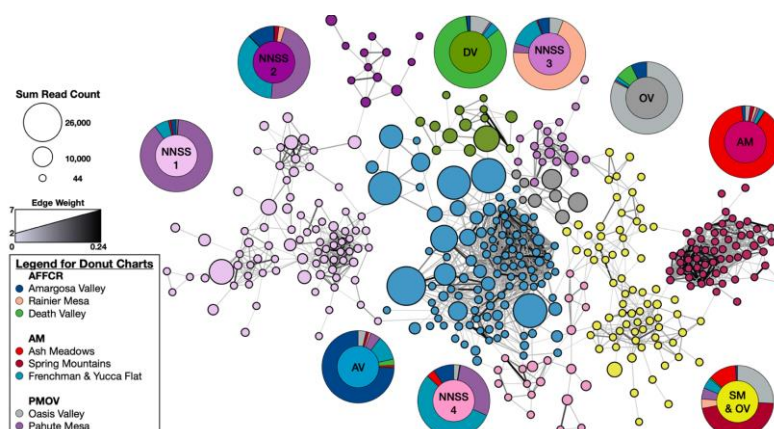 NNSS
2
DV
NNSS
3
OV
AM
Sum Read Count
26,000
10,000
44
NNSS
1
Edge Weight
7
2
0
0.24
Legend for Donut Charts
AFFCR
Amargosa Valley
Rainier Mesa
Death Valley
AM
Ash Meadows
Spring Mountains
Frenchman & Yucca Flat
PMOV
Oasis Valley
Pahute Mesa
AV
NNSS
4
SM
& OV